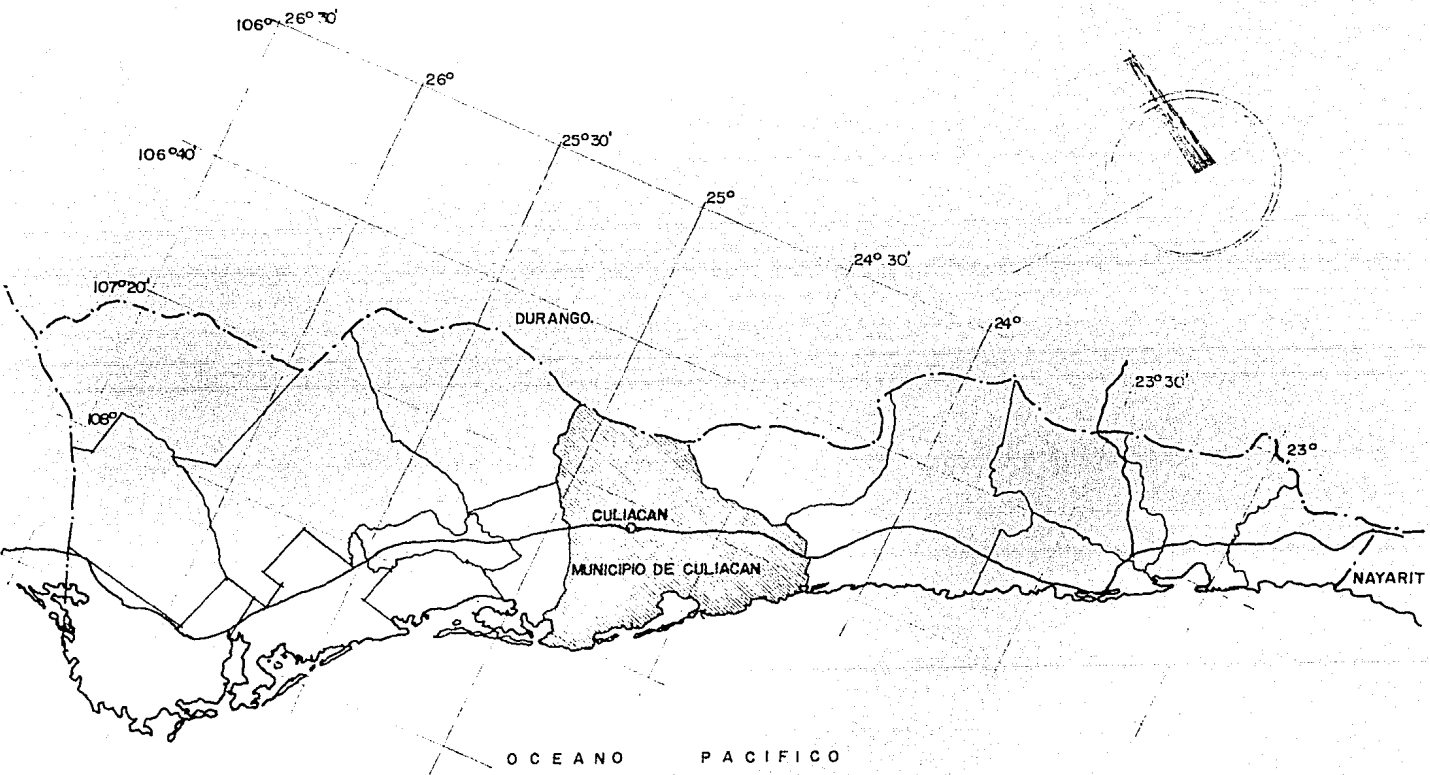 106° 26° 30'
26°
106°40'
25°30'
25°
24° 30'
107°20'
DURANGO.
24°
23°30'
108°
23°
CULIACAN
MUNICIPIO DE CULIACAN
NAYARIT
OCEANO PACIFICO